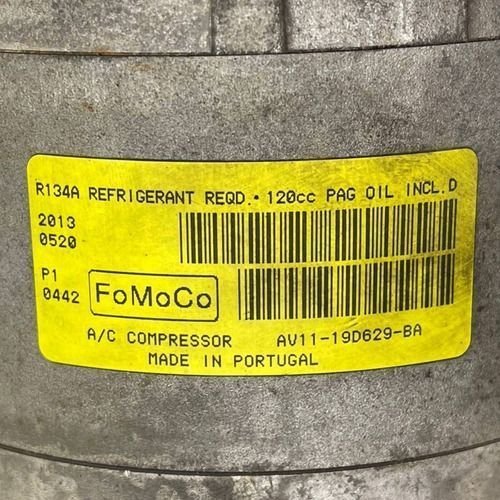 R134A REFRIGERANT REQD.• 120cc PAG OIL INCL.D
2013
0520
P1
0442
FoMoCo
A/C COMPRESSOR AV11-19D629-BA
MADE IN PORTUGAL